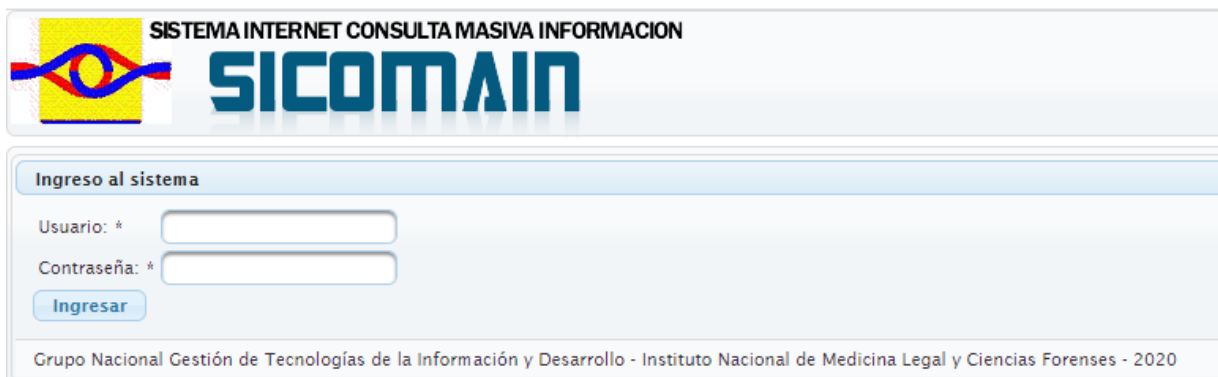 SISTEMA INTERNET CONSULTA MASIVA INFORMACION
SICOMAIN
Ingreso al sistema
Usuario: *
Contraseña: *
Ingresar
Grupo Nacional Gestión de Tecnologías de la Información y Desarrollo - Instituto Nacional de Medicina Legal y Ciencias Forenses - 2020